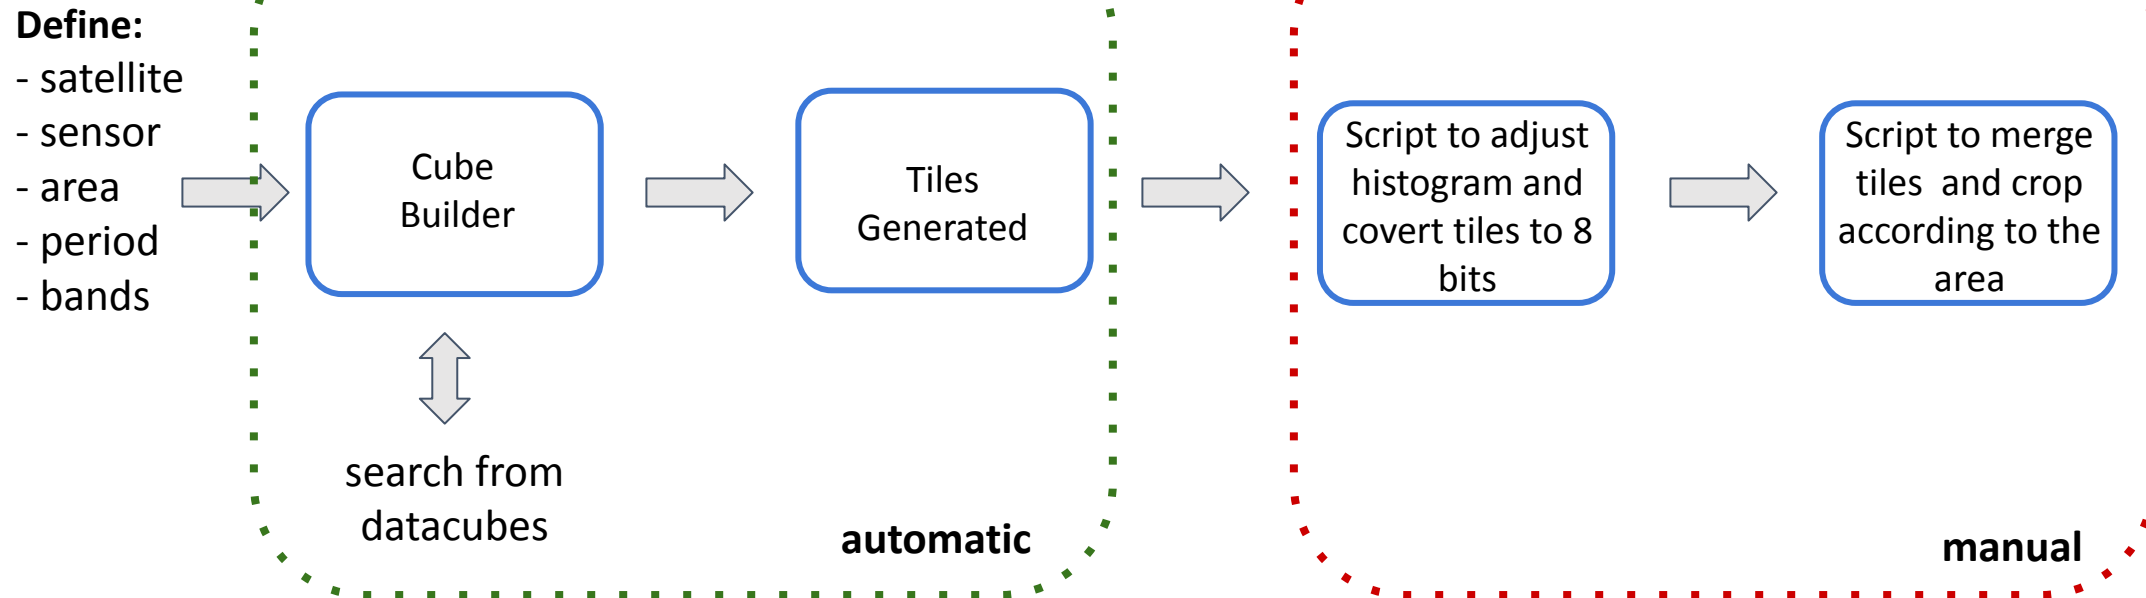 Define:
- satellite
- sensor
- area
- period
- bands
Cube
Builder
search from
datacubes
Tiles
Generated
automatic
Script to adjust
histogram and
covert tiles to 8
bits
Script to merge
tiles  and crop
according to the
area
manual